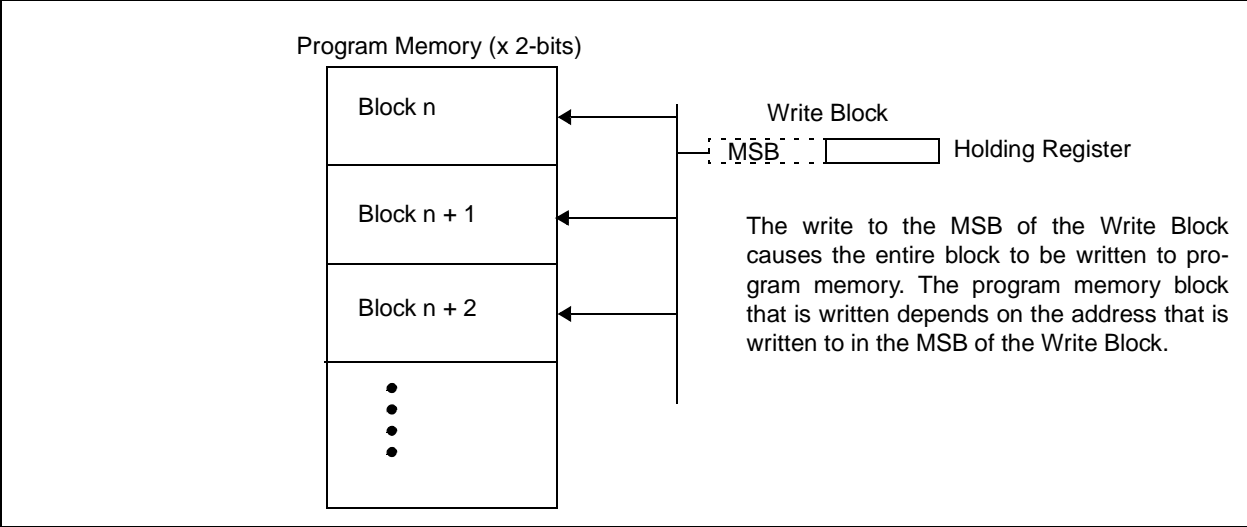 Program Memory (x 2-bits)
Block n
Write Block
MSB
Holding Register
Block n + 1
The write to the MSB of the Write Block
causes the entire block to be written to pro-
gram memory. The program memory block
that is written depends on the address that is
written to in the MSB of the Write Block.
Block n + 2